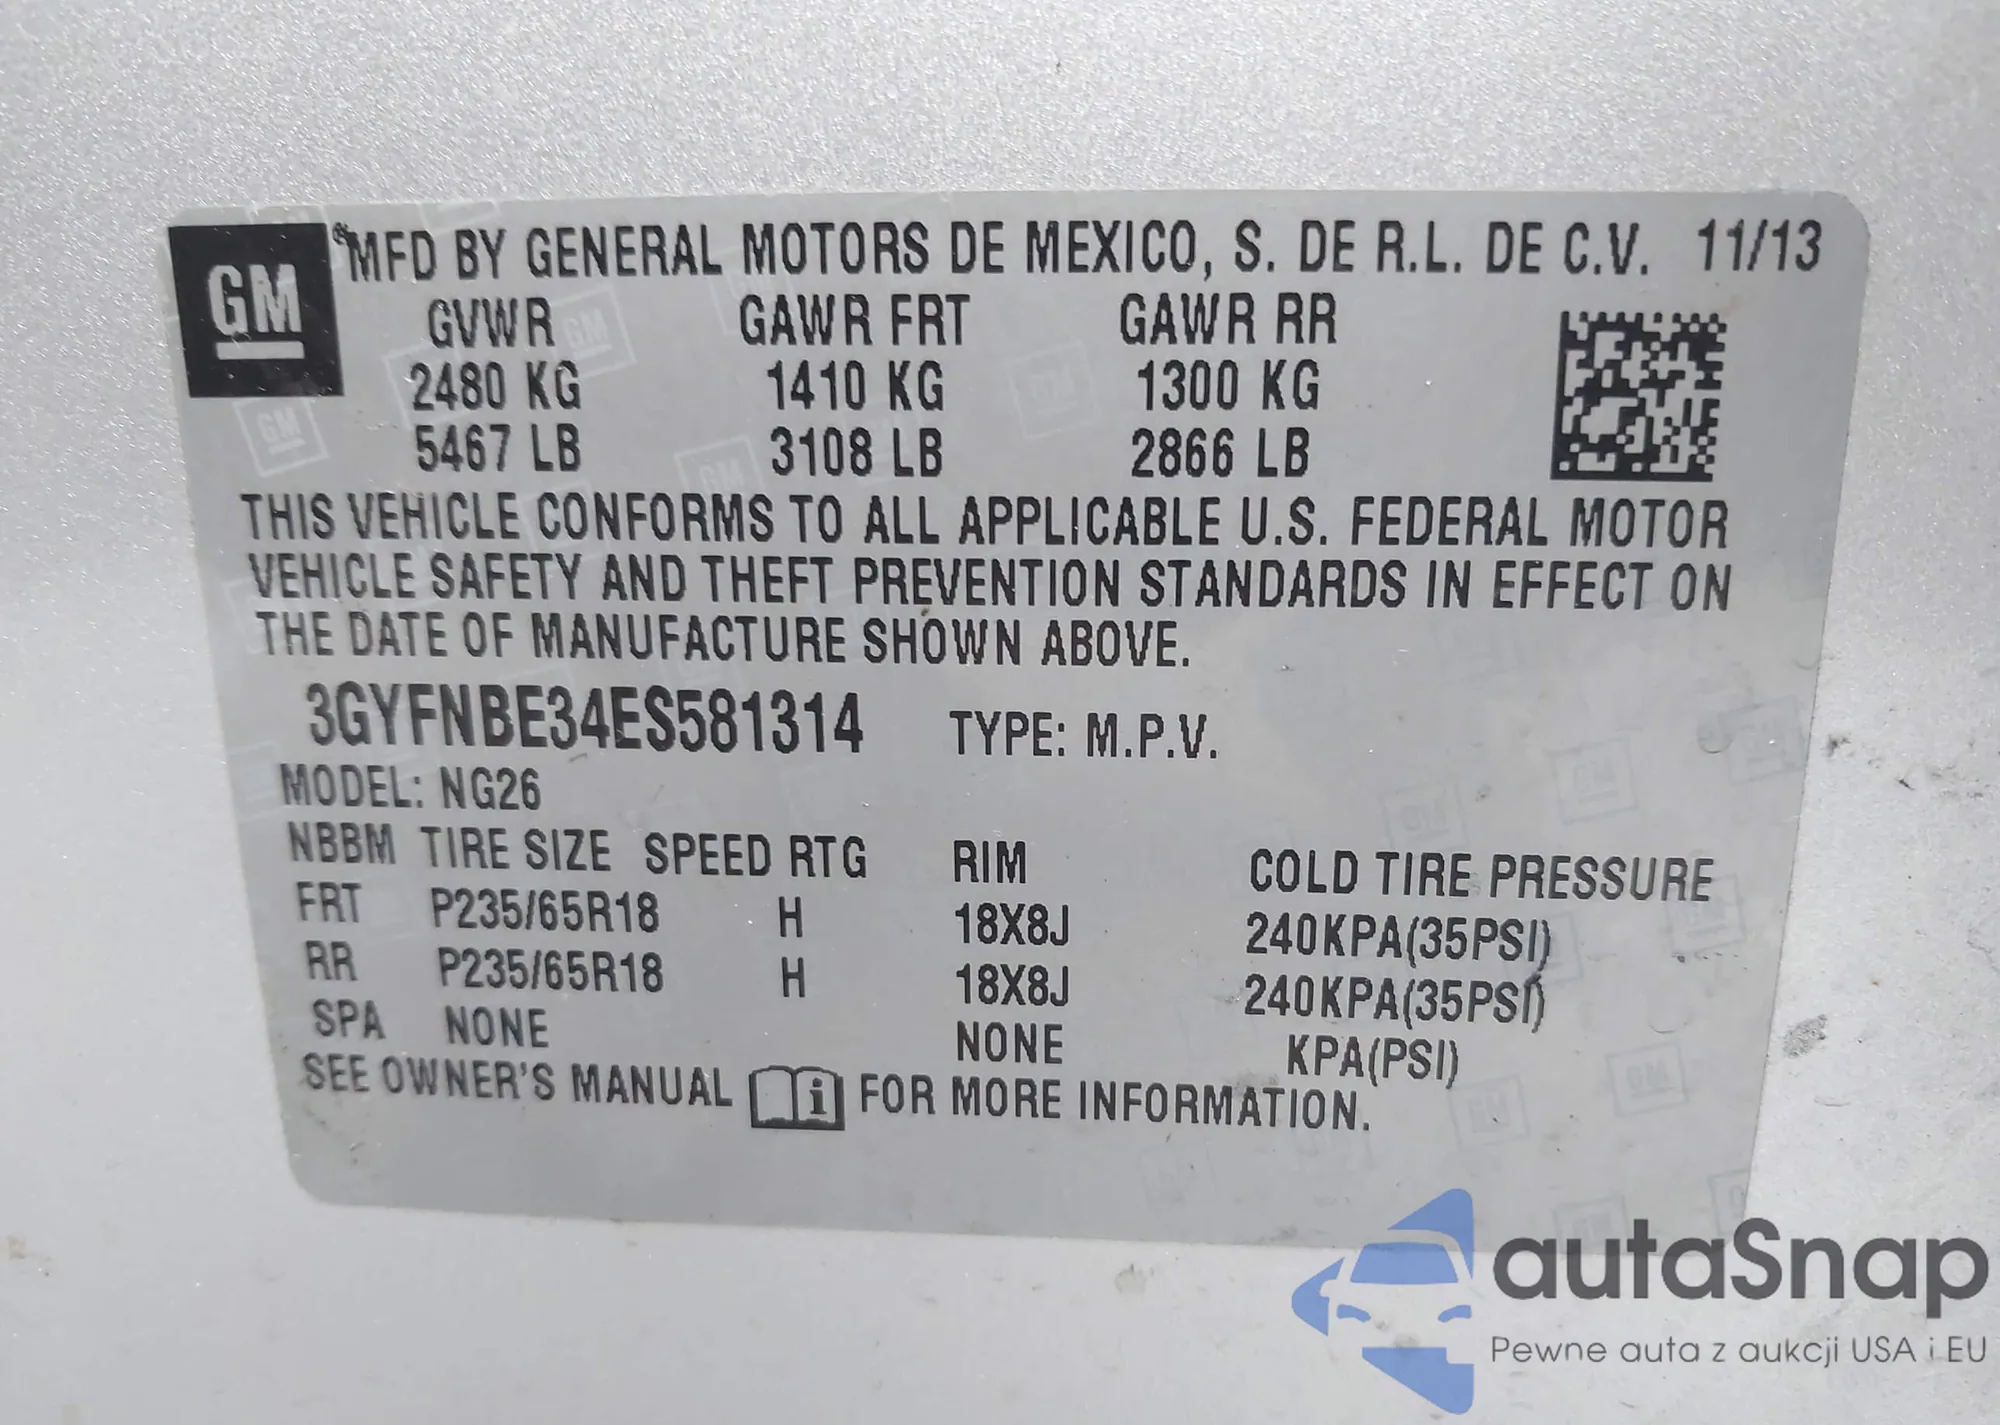 GM MFD BY GENERAL MOTORS DE MEXICO, S. DE R.L. DE C.V. 11/13
GVWR GAWR FRT GAWR RR
2480 KG 1410 KG 1300 KG
5467 LB 3108 LB 2866 LB
THIS VEHICLE CONFORMS TO ALL APPLICABLE U.S. FEDERAL MOTOR
VEHICLE SAFETY AND THEFT PREVENTION STANDARDS IN EFFECT ON
THE DATE OF MANUFACTURE SHOWN ABOVE.
3GYFNBE34ES581314 TYPE: M.P.V.
MODEL: NG26
NBBM TIRE SIZE SPEED RTG RIM COLD TIRE PRESSURE
FRT P235/65R18 H 18X8J 240KPA(35PSI)
RR P235/65R18 H 18X8J 240KPA(35PSI)
SPA NONE NONE KPA(PSI)
SEE OWNER'S MANUAL i FOR MORE INFORMATION.
autaSnap
Pewne auta z aukcji USA i EU